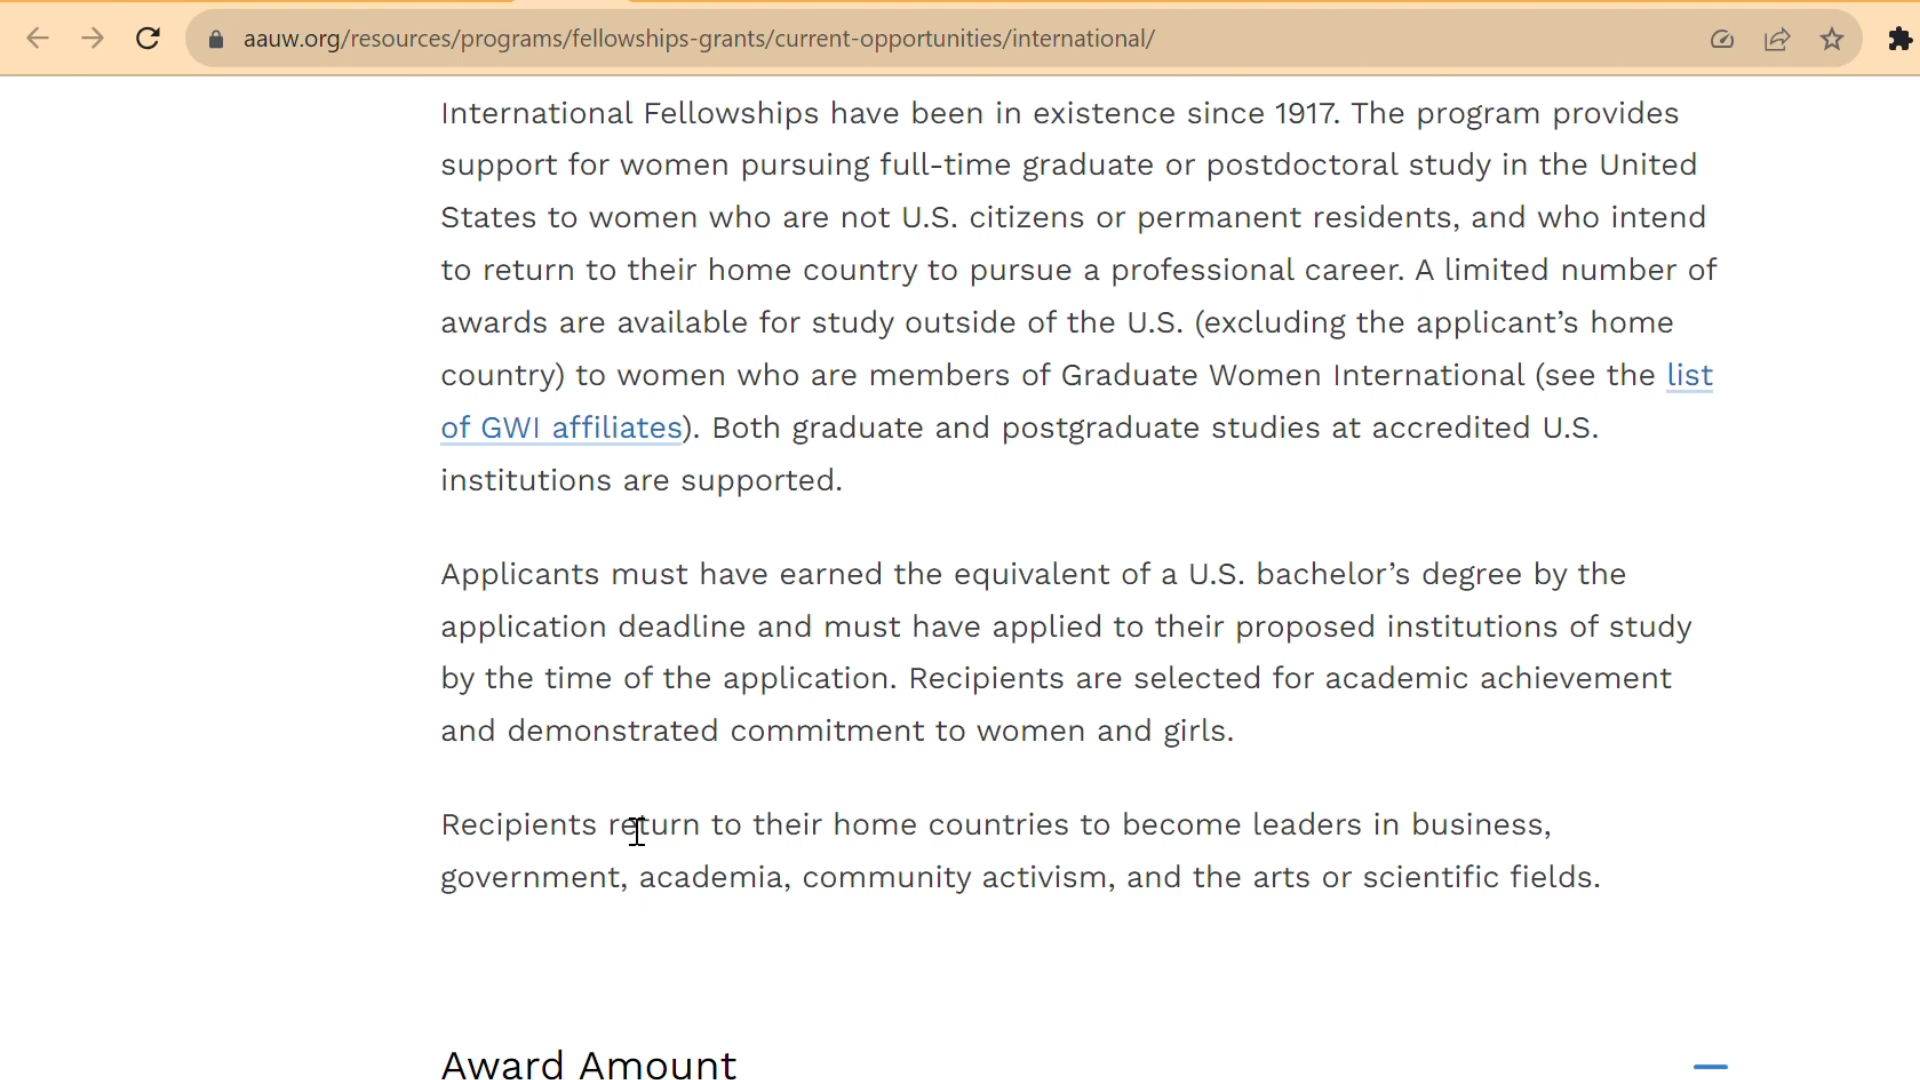 aauw.org/resources/programs/fellowships-grants/current-opportunities/international/
International Fellowships have been in existence since 1917. The program provides
support for women pursuing full-time graduate or postdoctoral study in the United
States to women who are not U.S. citizens or permanent residents, and who intend
to return to their home country to pursue a professional career. A limited number of
awards are available for study outside of the U.S. (excluding the applicant’s home
country) to women who are members of Graduate Women International (see the list
of GWI affiliates). Both graduate and postgraduate studies at accredited U.S.
institutions are supported.
Applicants must have earned the equivalent of a U.S. bachelor’s degree by the
application deadline and must have applied to their proposed institutions of study
by the time of the application. Recipients are selected for academic achievement
and demonstrated commitment to women and girls.
Recipients return to their home countries to become leaders in business,
government, academia, community activism, and the arts or scientific fields.
Award Amount